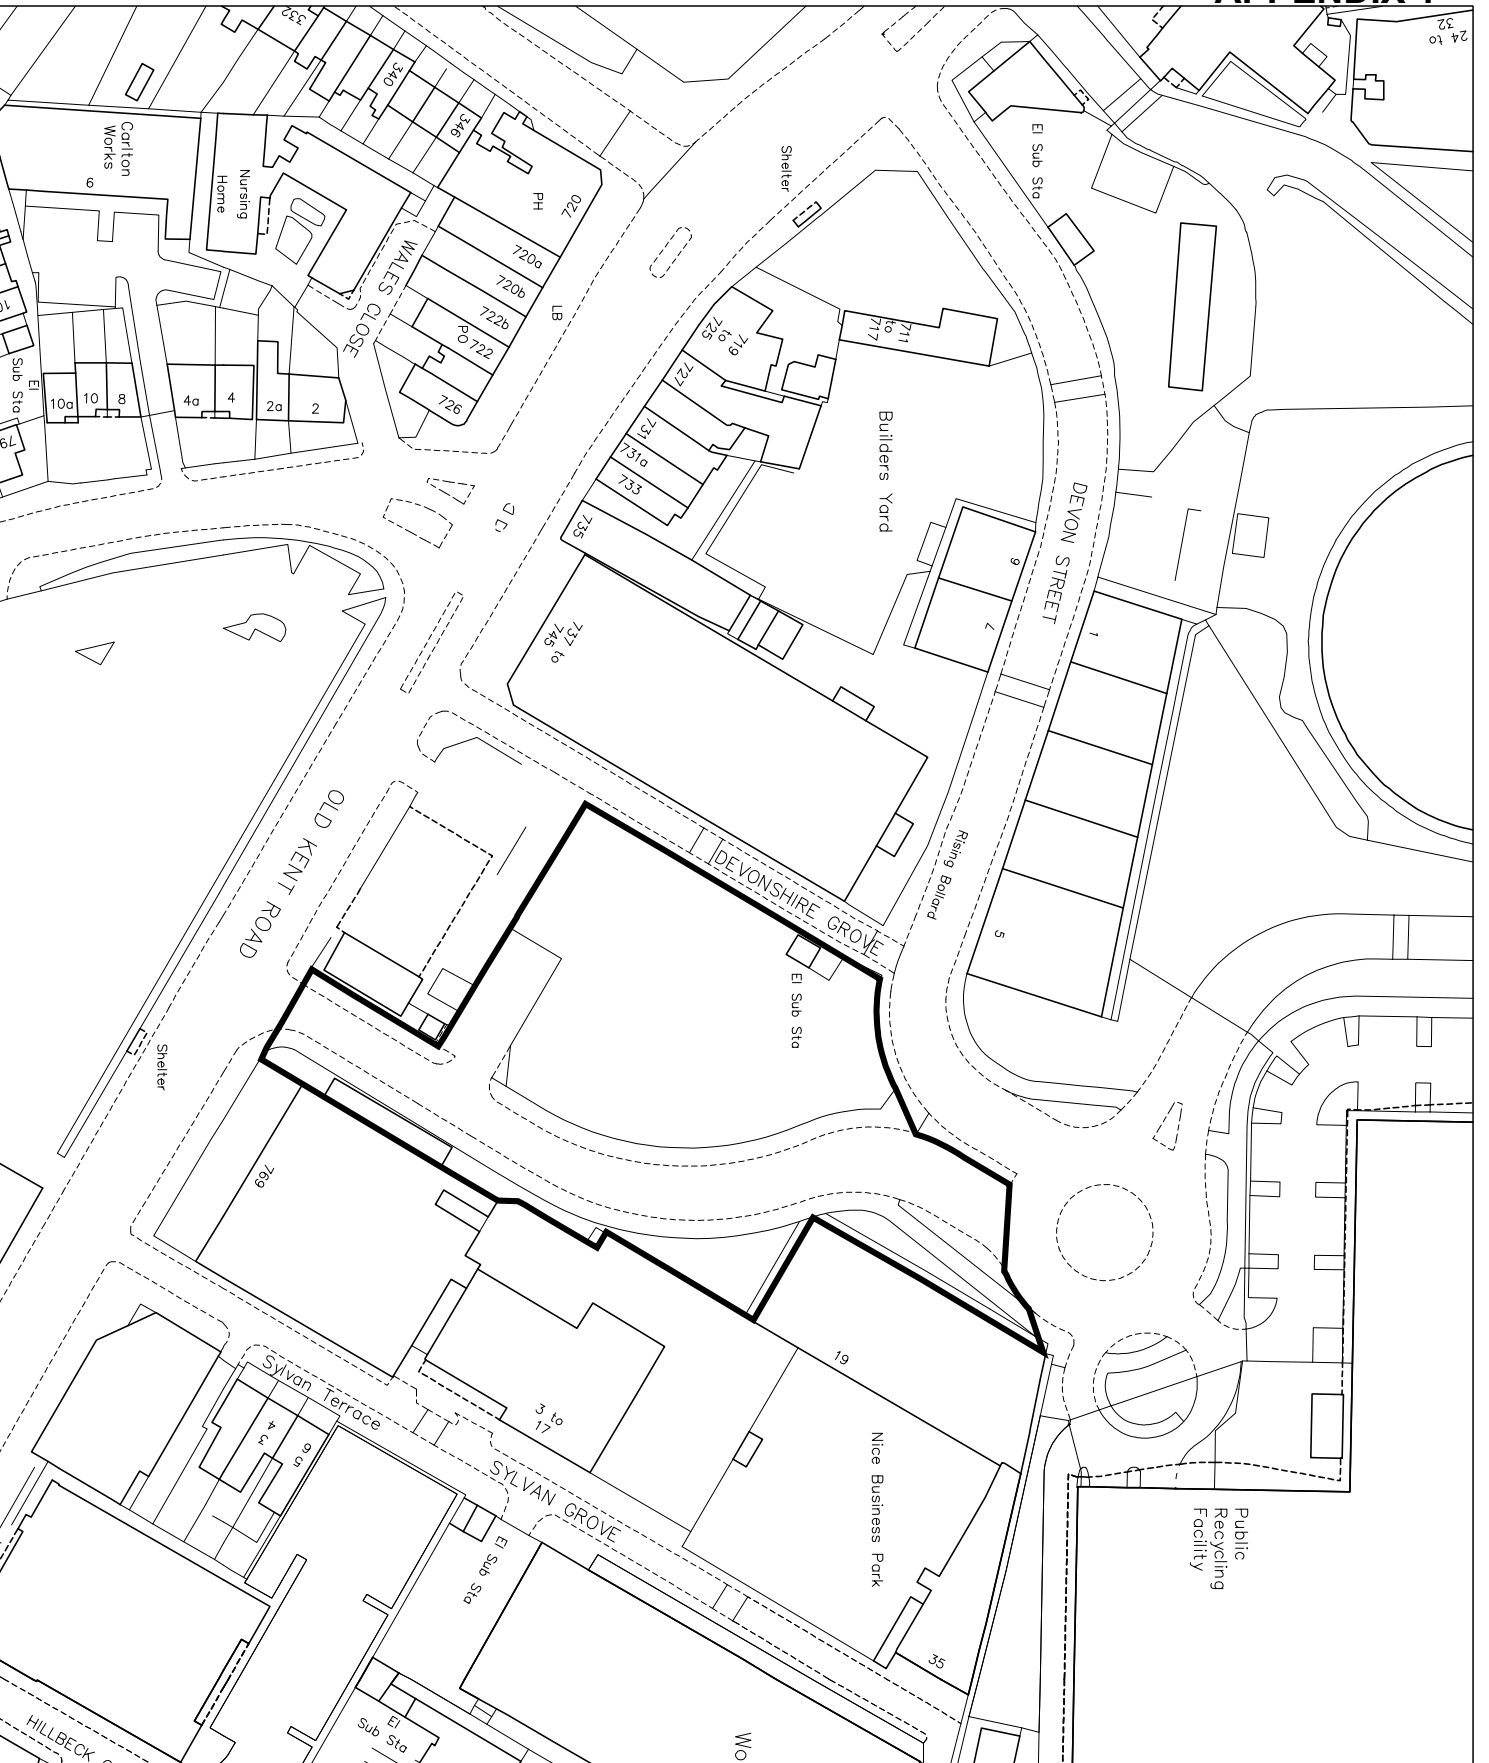 332
340
346
PH
720
720a
720b
722b
722
PO
726
LB
Carlton
Works
6
Nursing
Home
WALES CLOSE
10a
10
8
4a
4
2a
2
El
Sub Sta
Shelter
El Sub Sta
24 to
32
711
to
717
719
to
725
727
731
731a
733
735
737 to
745
Builders Yard
DEVON STREET
9
7
1
5
Rising Bollard
DEVONSHIRE GROVE
El Sub Sta
OLD KENT ROAD
Shelter
769
19
3 to
17
Nice Business Park
35
Sylvan Terrace
4
3
6
5
SYLVAN GROVE
El Sub Sta
El
Sub Sta
HILLBECK
Public
Recycling
Facility